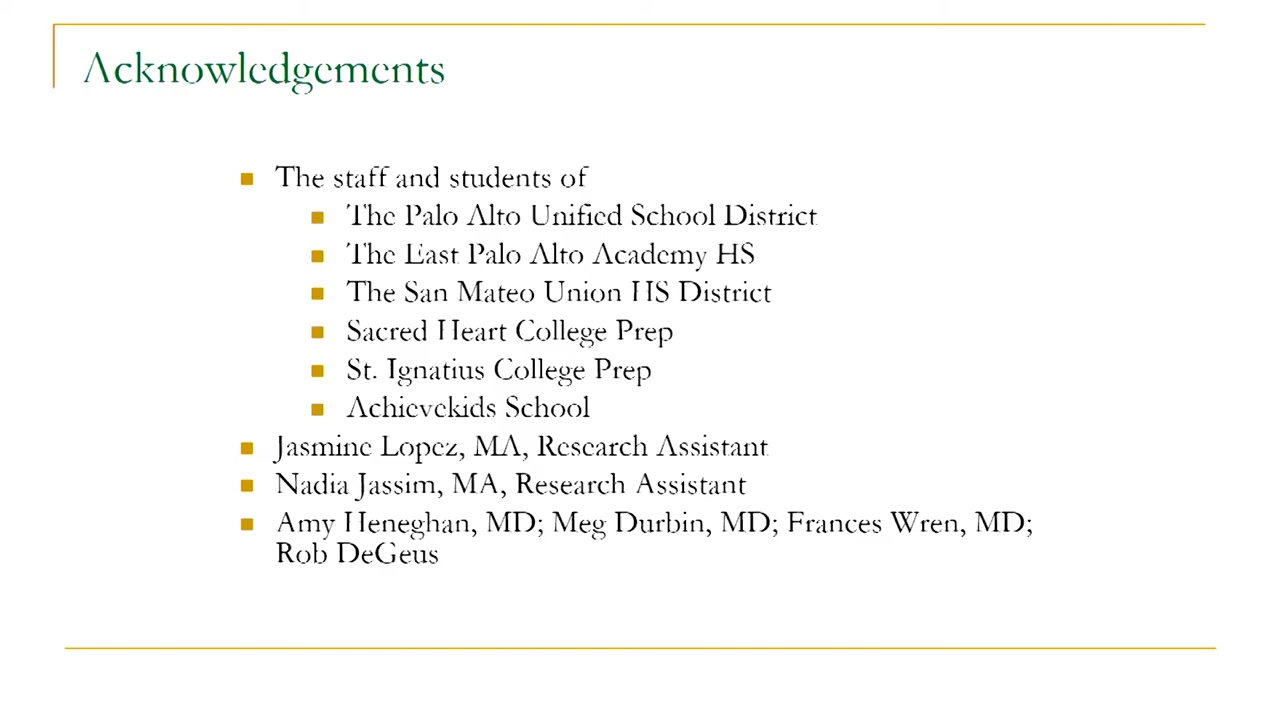 Acknowledgements
The staff and students of
The Palo Alto Unified School District
The East Palo Alto Academy HS
The San Mateo Union HS District
Sacred Heart College Prep
St. Ignatius College Prep
Achievekids School
Jasmine Lopez, MA, Research Assistant
Nadia Jassim, MA, Research Assistant
Amy Heneghan, MD; Meg Durbin, MD; Frances Wren, MD;
Rob DeGeus